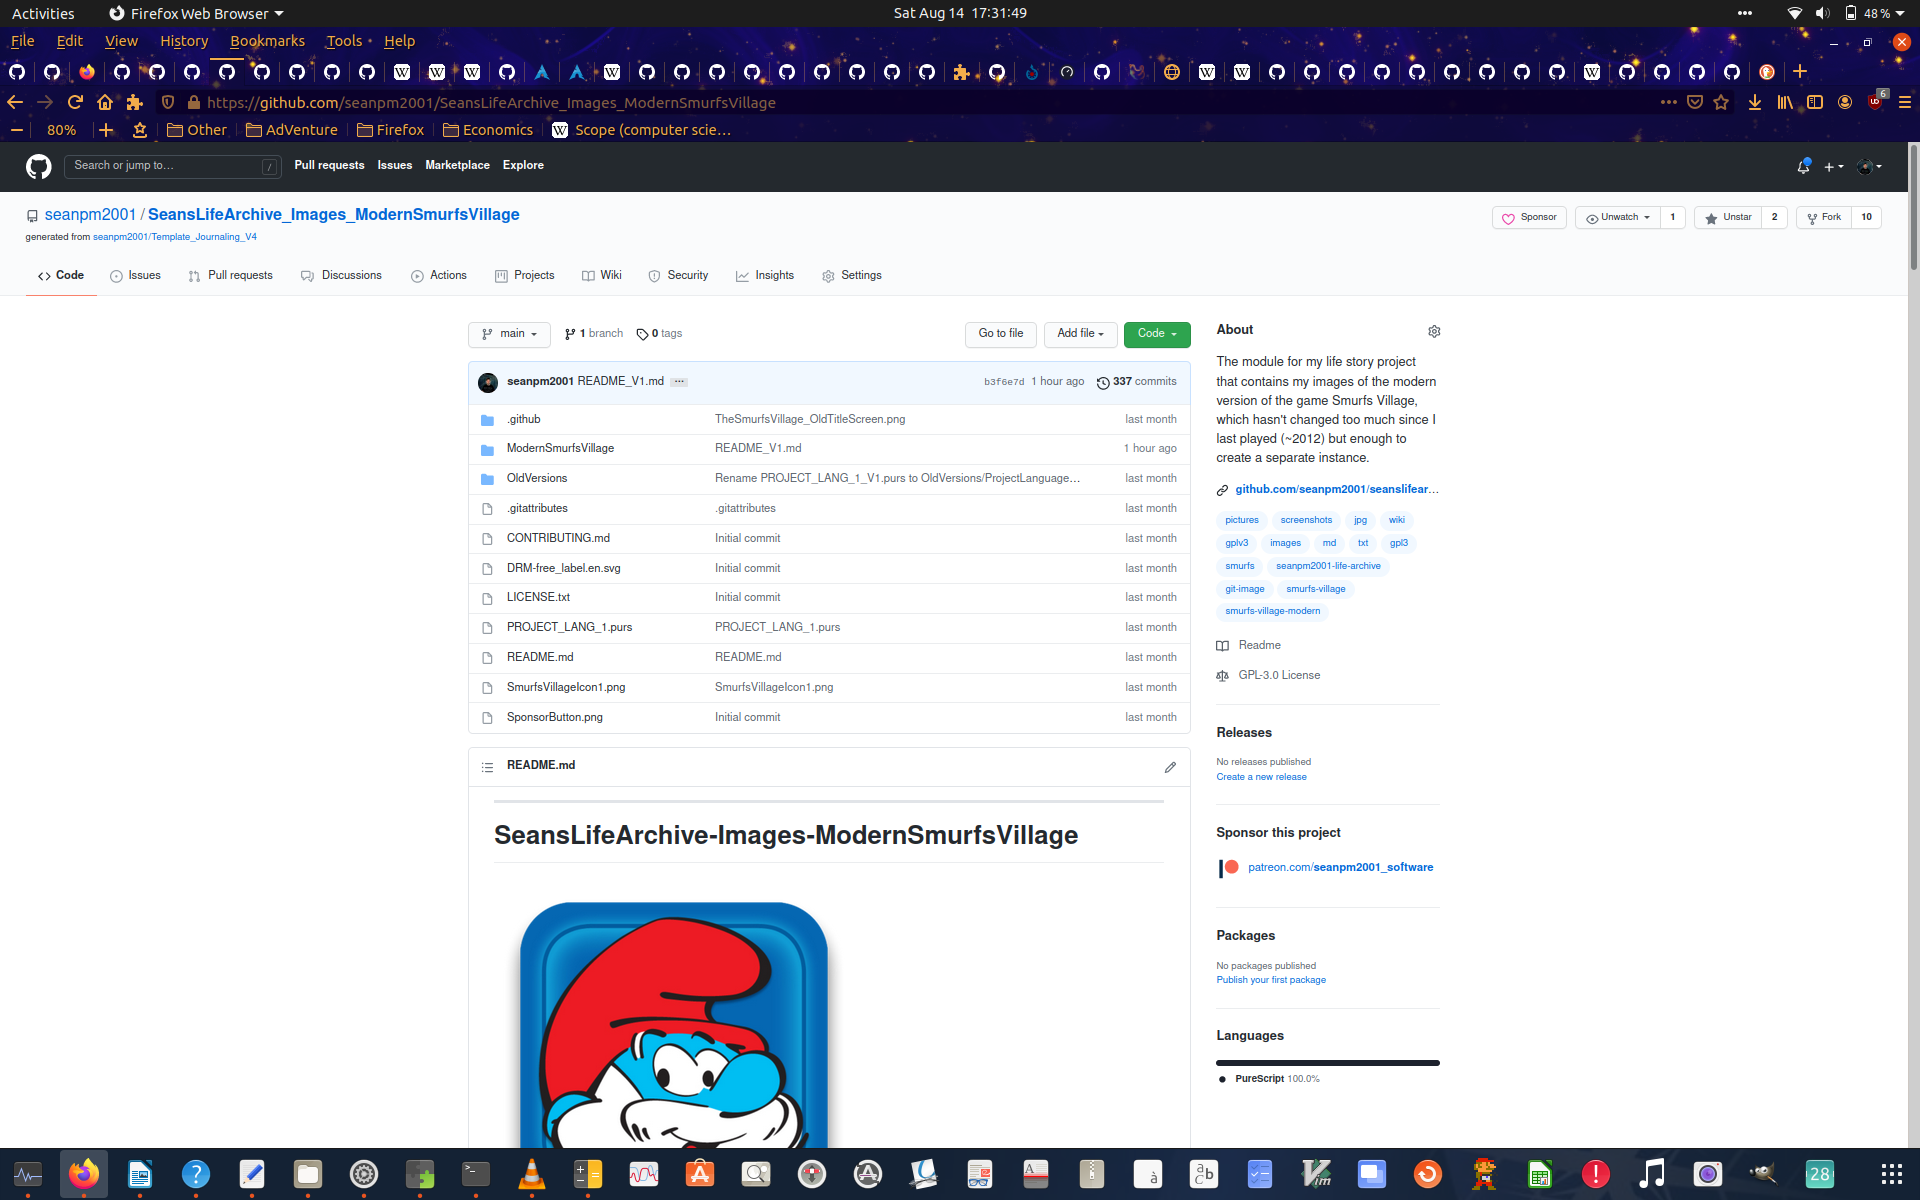 Activities
Firefox Web Browser
Sat Aug 14 17:31:49
48 %
File Edit View History Bookmarks Tools Help
https://github.com/seanpm2001/SeansLifeArchive_Images_ModernSmurfsVillage
6
80%
Other
AdVenture
Firefox
Economics
Scope (computer scie…
Search or jump to…
/
Pull requests Issues Marketplace Explore
seanpm2001 / SeansLifeArchive_Images_ModernSmurfsVillage
Sponsor
Unwatch 1
Unstar 2
Fork 10
generated from seanpm2001/Template_Journaling_V4
Code
Issues
Pull requests
Discussions
Actions
Projects
Wiki
Security
Insights
Settings
main
1 branch
0 tags
Go to file
Add file
Code
seanpm2001 README_V1.md ...
b3f6e7d 1 hour ago
337 commits
.github TheSmurfsVillage_OldTitleScreen.png last month
ModernSmurfsVillage README_V1.md 1 hour ago
OldVersions Rename PROJECT_LANG_1_V1.purs to OldVersions/ProjectLanguage… last month
.gitattributes .gitattributes last month
CONTRIBUTING.md Initial commit last month
DRM-free_label.en.svg Initial commit last month
LICENSE.txt Initial commit last month
PROJECT_LANG_1.purs PROJECT_LANG_1.purs last month
README.md README.md last month
SmurfsVillageIcon1.png SmurfsVillageIcon1.png last month
SponsorButton.png Initial commit last month
README.md
SeansLifeArchive-Images-ModernSmurfsVillage
About
The module for my life story project
that contains my images of the modern
version of the game Smurfs Village,
which hasn't changed too much since I
last played (~2012) but enough to
create a separate instance.
github.com/seanpm2001/seanslifear…
pictures screenshots jpg wiki
gplv3 images md txt gpl3
smurfs seanpm2001-life-archive
git-image smurfs-village
smurfs-village-modern
Readme
GPL-3.0 License
Releases
No releases published
Create a new release
Sponsor this project
patreon.com/seanpm2001_software
Packages
No packages published
Publish your first package
Languages
PureScript 100.0%
28